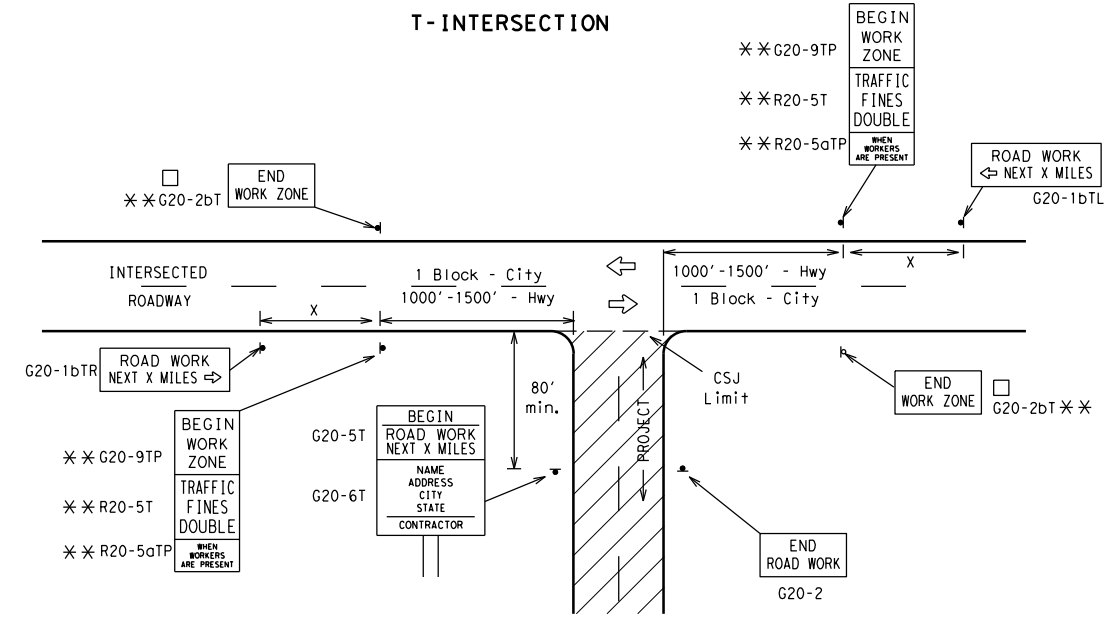 T-INTERSECTION
✳✳G20-9TP
BEGIN
WORK
ZONE
✳✳R20-5T
TRAFFIC
FINES
DOUBLE
✳✳R20-5aTP
WHEN
WORKERS
ARE PRESENT
ROAD WORK
⇦ NEXT X MILES
G20-1bTL
□
✳✳G20-2bT
END
WORK ZONE
INTERSECTED
ROADWAY
X
1 Block - City
1000'-1500' - Hwy
1000'-1500' - Hwy
1 Block - City
X
G20-1bTR
ROAD WORK
NEXT X MILES ⇨
80'
min.
CSJ
Limit
END
WORK ZONE
□
G20-2bT✳✳
PROJECT
✳✳G20-9TP
BEGIN
WORK
ZONE
✳✳R20-5T
TRAFFIC
FINES
DOUBLE
✳✳R20-5aTP
WHEN
WORKERS
ARE PRESENT
G20-5T
BEGIN
ROAD WORK
NEXT X MILES
G20-6T
NAME
ADDRESS
CITY
STATE
CONTRACTOR
END
ROAD WORK
G20-2